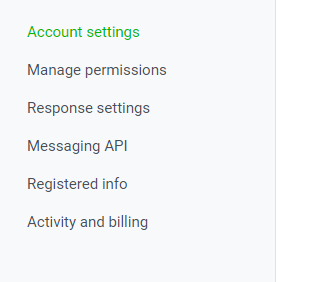 Account settings
Manage permissions
Response settings
Messaging API
Registered info
Activity and billing